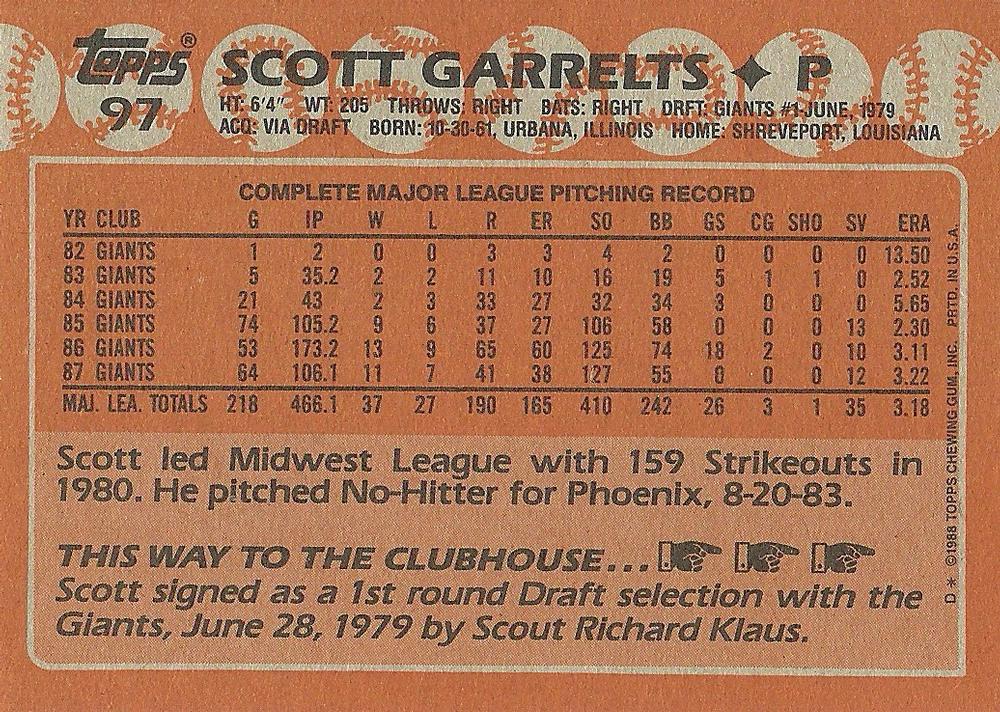 topps®
97
SCOTT GARRELTS ✦ P
HT: 6'4" WT: 205 THROWS: RIGHT BATS: RIGHT DRFT: GIANTS #1-JUNE, 1979
ACQ: VIA DRAFT BORN: 10-30-61, URBANA, ILLINOIS HOME: SHREVEPORT, LOUISIANA
COMPLETE MAJOR LEAGUE PITCHING RECORD
YR CLUB G IP W L R ER SO BB GS CG SHO SV ERA
82 GIANTS 1 2 0 0 3 3 4 2 0 0 0 0 13.50
83 GIANTS 5 35.2 2 2 11 10 16 19 5 1 1 0 2.52
84 GIANTS 21 43 2 3 33 27 32 34 3 0 0 0 5.65
85 GIANTS 74 105.2 9 6 37 27 106 58 0 0 0 13 2.30
86 GIANTS 53 173.2 13 9 65 60 125 74 18 2 0 10 3.11
87 GIANTS 64 106.1 11 7 41 38 127 55 0 0 0 12 3.22
MAJ. LEA. TOTALS 218 466.1 37 27 190 165 410 242 26 3 1 35 3.18
Scott led Midwest League with 159 Strikeouts in
1980. He pitched No-Hitter for Phoenix, 8-20-83.
THIS WAY TO THE CLUBHOUSE...
Scott signed as a 1st round Draft selection with the
Giants, June 28, 1979 by Scout Richard Klaus.
D * ©1988 TOPPS CHEWING GUM, INC. PRTD. IN U.S.A.